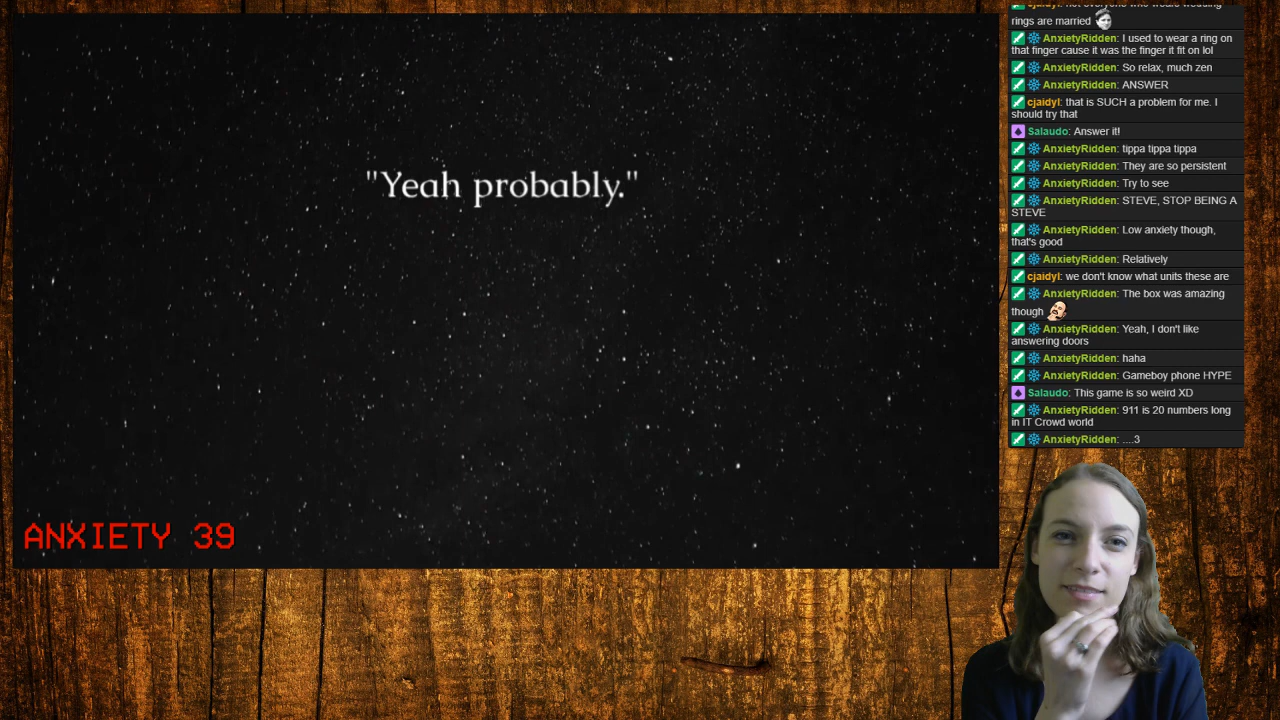 "Yeah probably."
ANXIETY 39
rings are married
AnxietyRidden: I used to wear a ring on
that finger cause it was the finger it fit on lol
AnxietyRidden: So relax, much zen
AnxietyRidden: ANSWER
cjaidyl: that is SUCH a problem for me. I
should try that
Salaudo: Answer it!
AnxietyRidden: tippa tippa tippa
AnxietyRidden: They are so persistent
AnxietyRidden: Try to see
AnxietyRidden: STEVE, STOP BEING A
STEVE
AnxietyRidden: Low anxiety though,
that's good
AnxietyRidden: Relatively
cjaidyl: we don't know what units these are
AnxietyRidden: The box was amazing
though
AnxietyRidden: Yeah, I don't like
answering doors
AnxietyRidden: haha
AnxietyRidden: Gameboy phone HYPE
Salaudo: This game is so weird XD
AnxietyRidden: 911 is 20 numbers long
in IT Crowd world
AnxietyRidden: ....3